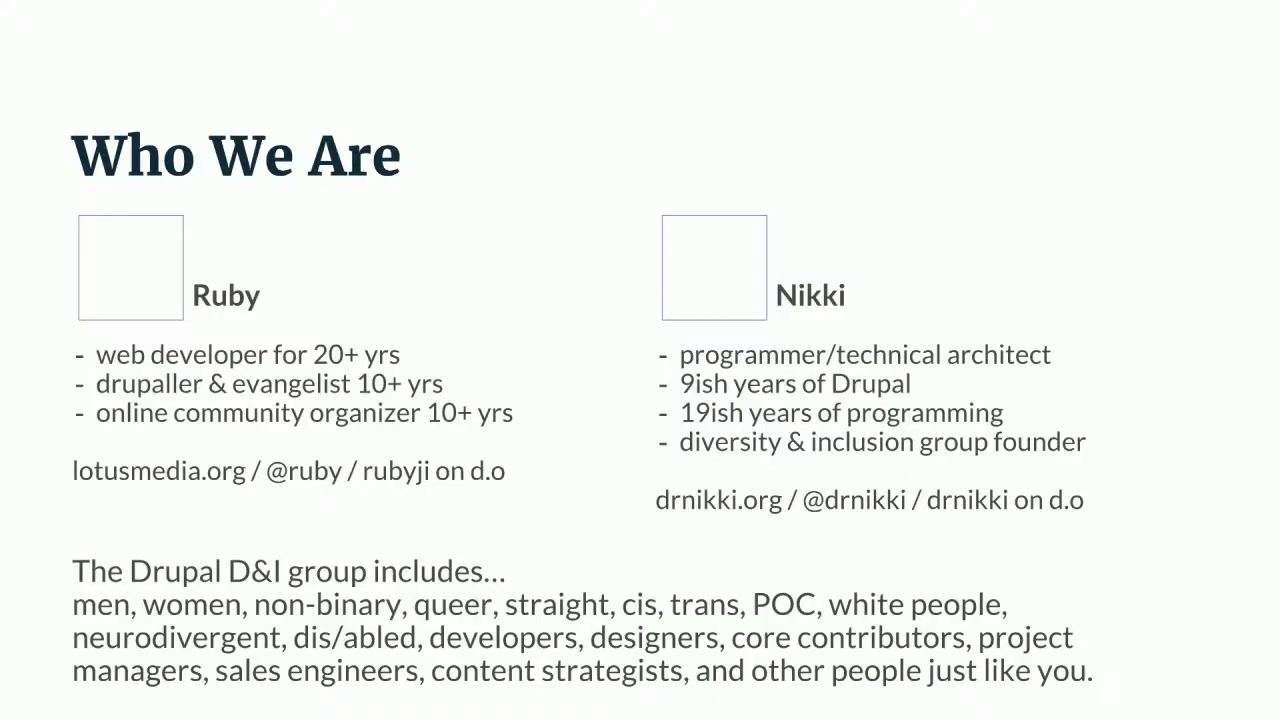 Who We Are
Ruby
- web developer for 20+ yrs
- drupaller & evangelist 10+ yrs
- online community organizer 10+ yrs
lotusmedia.org / @ruby / rubyji on d.o
Nikki
- programmer/technical architect
- 9ish years of Drupal
- 19ish years of programming
- diversity & inclusion group founder
drnikki.org / @drnikki / drnikki on d.o
The Drupal D&I group includes...
men, women, non-binary, queer, straight, cis, trans, POC, white people,
neurodivergent, dis/abled, developers, designers, core contributors, project
managers, sales engineers, content strategists, and other people just like you.